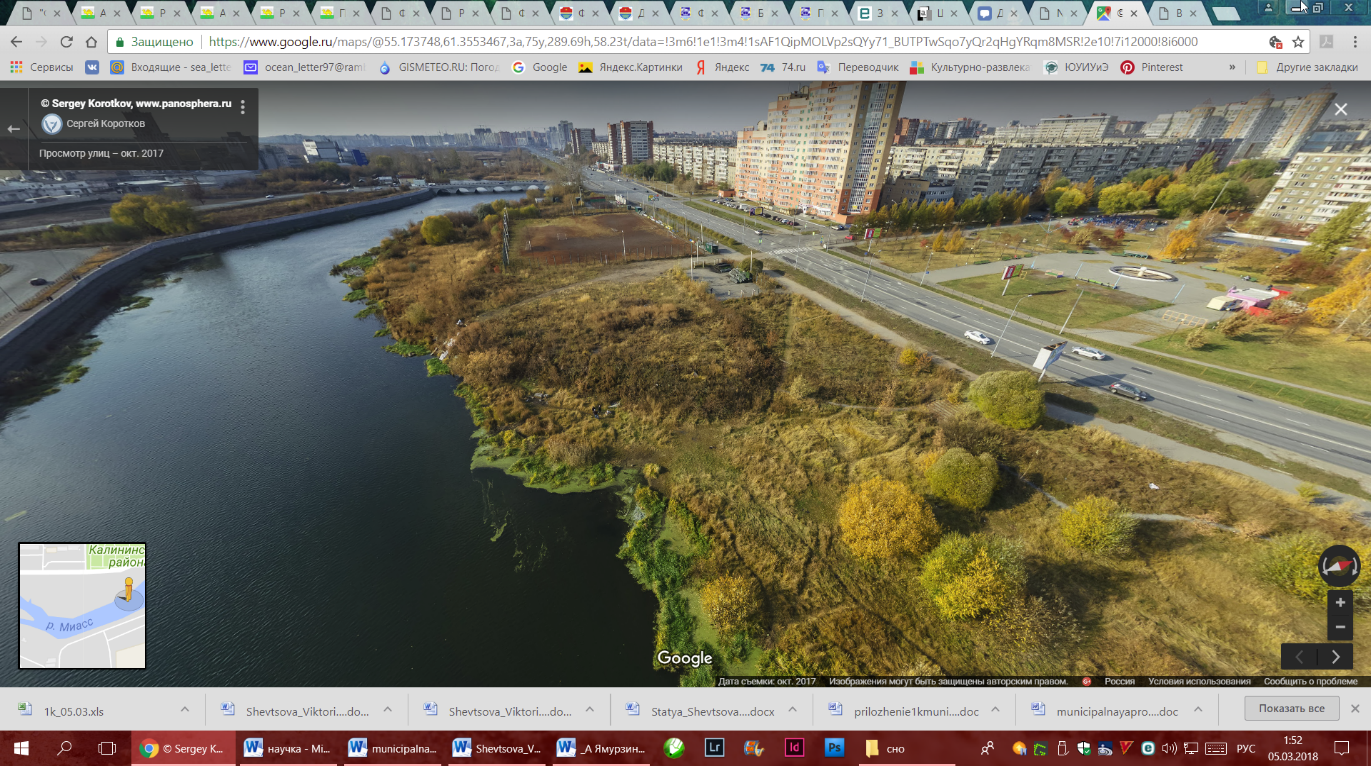 Защищено
https://www.google.ru/maps/@55.173748,61.3553467,3a,75y,289.69h,58.23t/data=!3m6!1e1!3m4!1sAF1QipMOLVp2sQYy71_BUTPTwSqo7yQr2qHgYRqm8MSR!2e10!7i12000!8i6000
Сервисы
Входящие - sea_lette
ocean_letter97@ram
GISMETEO.RU: Погод
Google
Яндекс.Картинки
Яндекс
74.ru
Переводчик
Культурно-развлека
ЮУИУиЭ
Pinterest
»
Другие закладки
© Sergey Korotkov, www.panosphera.ru
Сергей Коротков
Просмотр улиц – окт. 2017
Калининс
район
р. Миасс
Google
Дата съемки: окт. 2017
Изображения могут быть защищены авторским правом.
Россия
Условия использования
Сообщить о проблеме
1k_05.03.xls
Shevtsova_Viktori....do...
Shevtsova_Viktori....do...
Statya_Shevtsova....docx
prilozhenie1kmuni....doc
municipalnayapro....doc
Показать все
© Sergey K...
научка - Mi...
municipalna...
Shevtsova_V...
_А Ямурзин...
Lr
Id
Ps
сно
РУС
1:52
05.03.2018